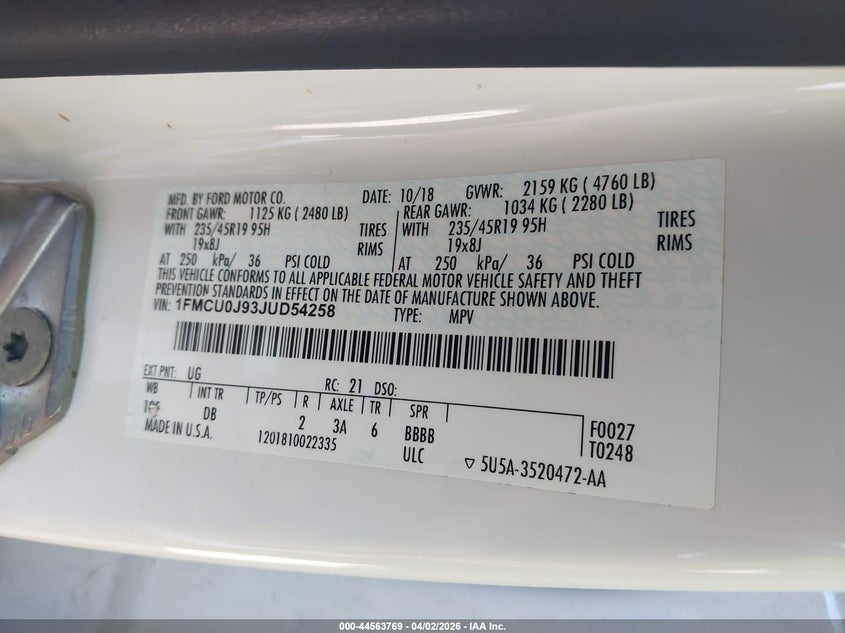 MFD. BY FORD MOTOR CO. DATE: 10/18 GVWR: 2159 KG ( 4760 LB)
FRONT GAWR: 1125 KG ( 2480 LB) REAR GAWR: 1034 KG ( 2280 LB)
WITH 235/45R19 95H TIRES WITH 235/45R19 95H TIRES
19x8J RIMS 19x8J RIMS
AT 250 kPa/ 36 PSI COLD AT 250 kPa/ 36 PSI COLD
THIS VEHICLE CONFORMS TO ALL APPLICABLE FEDERAL MOTOR VEHICLE SAFETY AND THEFT
PREVENTION STANDARDS IN EFFECT ON THE DATE OF MANUFACTURE SHOWN ABOVE.
VIN: 1FMCU0J93JUD54258 TYPE: MPV
EXT PNT: UG RC: 21 DSO:
WB INT TR TP/PS R AXLE TR SPR
DB 2 3A 6 BBBB F0027
MADE IN U.S.A. 1201810022335 ULC T0248
5U5A-3520472-AA
000-44563769 - 04/02/2026 - IAA Inc.